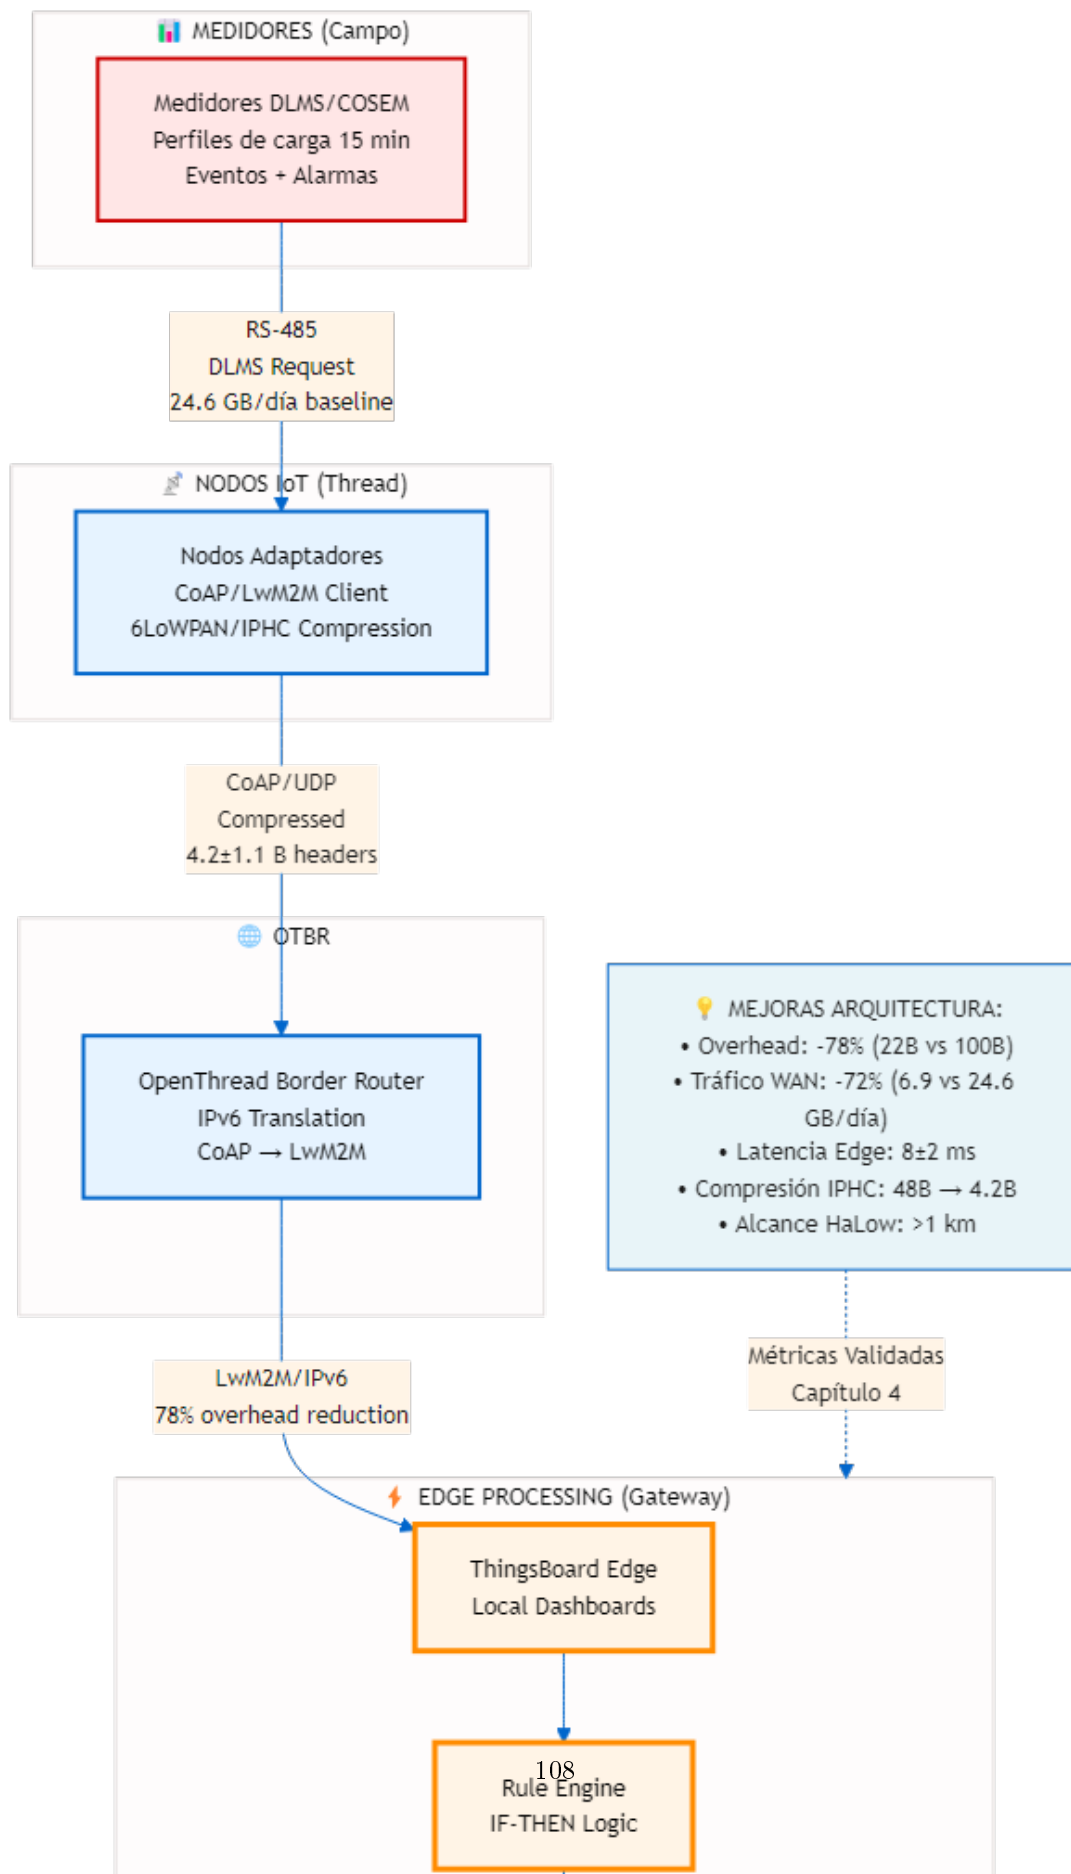 MEDIDORES (Campo)
Medidores DLMS/COSEM
Perfiles de carga 15 min
Eventos + Alarmas
RS-485
DLMS Request
24.6 GB/día baseline
NODOS IoT (Thread)
Nodos Adaptadores
CoAP/LwM2M Client
6LoWPAN/IPHC Compression
CoAP/UDP
Compressed
4.2±1.1 B headers
OTBR
OpenThread Border Router
IPv6 Translation
CoAP → LwM2M
MEJORAS ARQUITECTURA:
• Overhead: -78% (22B vs 100B)
• Tráfico WAN: -72% (6.9 vs 24.6
GB/día)
• Latencia Edge: 8±2 ms
• Compresión IPHC: 48B → 4.2B
• Alcance HaLow: >1 km
LwM2M/IPv6
78% overhead reduction
Métricas Validadas
Capítulo 4
EDGE PROCESSING (Gateway)
ThingsBoard Edge
Local Dashboards
108
Rule Engine
IF-THEN Logic